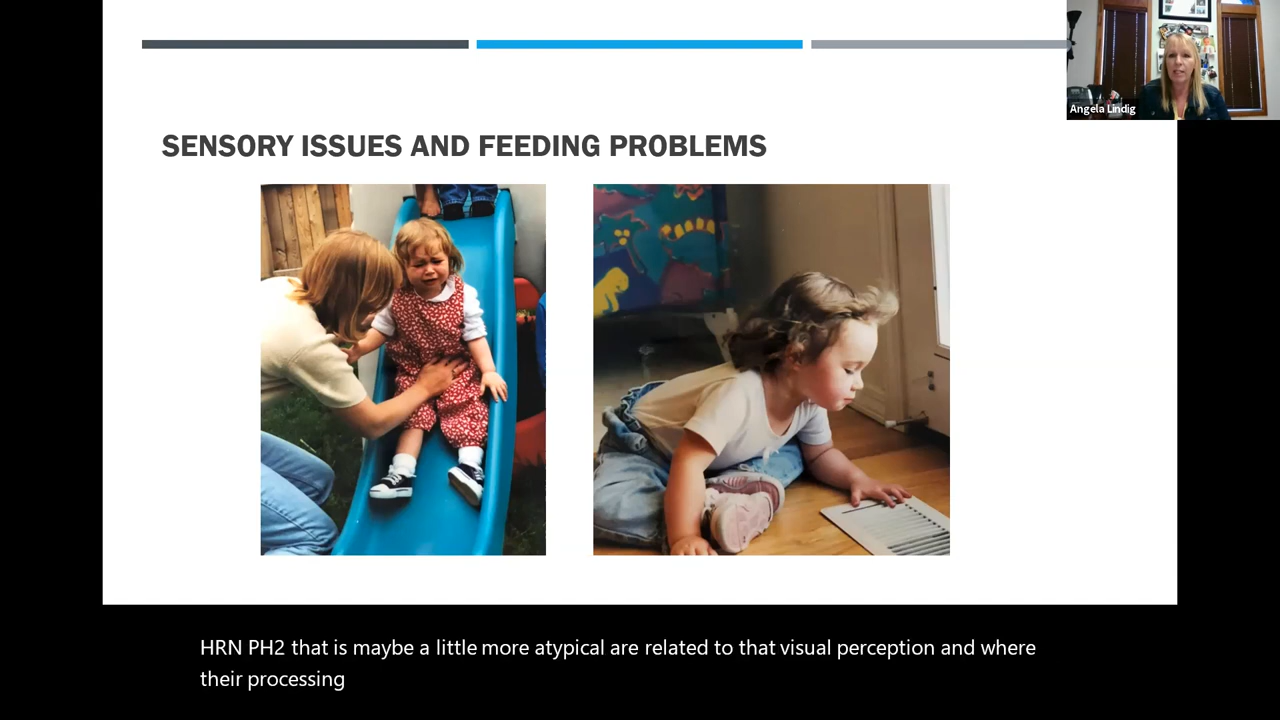 Angela Lindig
SENSORY ISSUES AND FEEDING PROBLEMS
HRN PH2 that is maybe a little more atypical are related to that visual perception and where
their processing